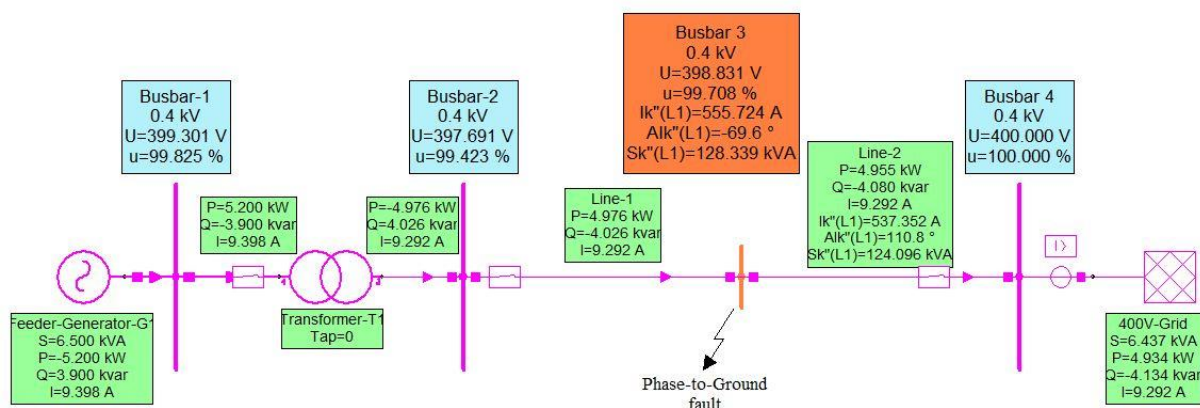 Busbar 3
0.4 kV
U=398.831 V
u=99.708 %
Ik"(L1)=555.724 A
AIk"(L1)=-69.6 °
Sk"(L1)=128.339 kVA
Busbar-1
0.4 kV
U=399.301 V
u=99.825 %
Busbar-2
0.4 kV
U=397.691 V
u=99.423 %
Busbar 4
0.4 kV
U=400.000 V
u=100.000 %
P=5.200 kW
Q=-3.900 kvar
I=9.398 A
P=-4.976 kW
Q=4.026 kvar
I=9.292 A
Line-1
P=4.976 kW
Q=-4.026 kvar
I=9.292 A
Line-2
P=4.955 kW
Q=-4.080 kvar
I=9.292 A
Ik"(L1)=537.352 A
AIk"(L1)=110.8 °
Sk"(L1)=124.096 kVA
I>
Feeder-Generator-G1
S=6.500 kVA
P=-5.200 kW
Q=3.900 kvar
I=9.398 A
Transformer-T1
Tap=0
Phase-to-Ground
fault
400V-Grid
S=6.437 kVA
P=4.934 kW
Q=-4.134 kvar
I=9.292 A